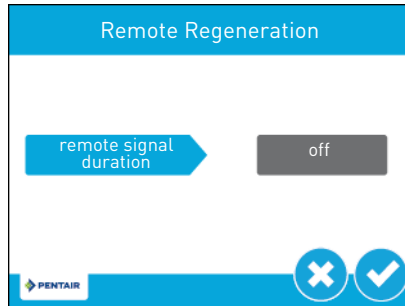 Remote Regeneration
remote signal
duration
off
PENTAIR